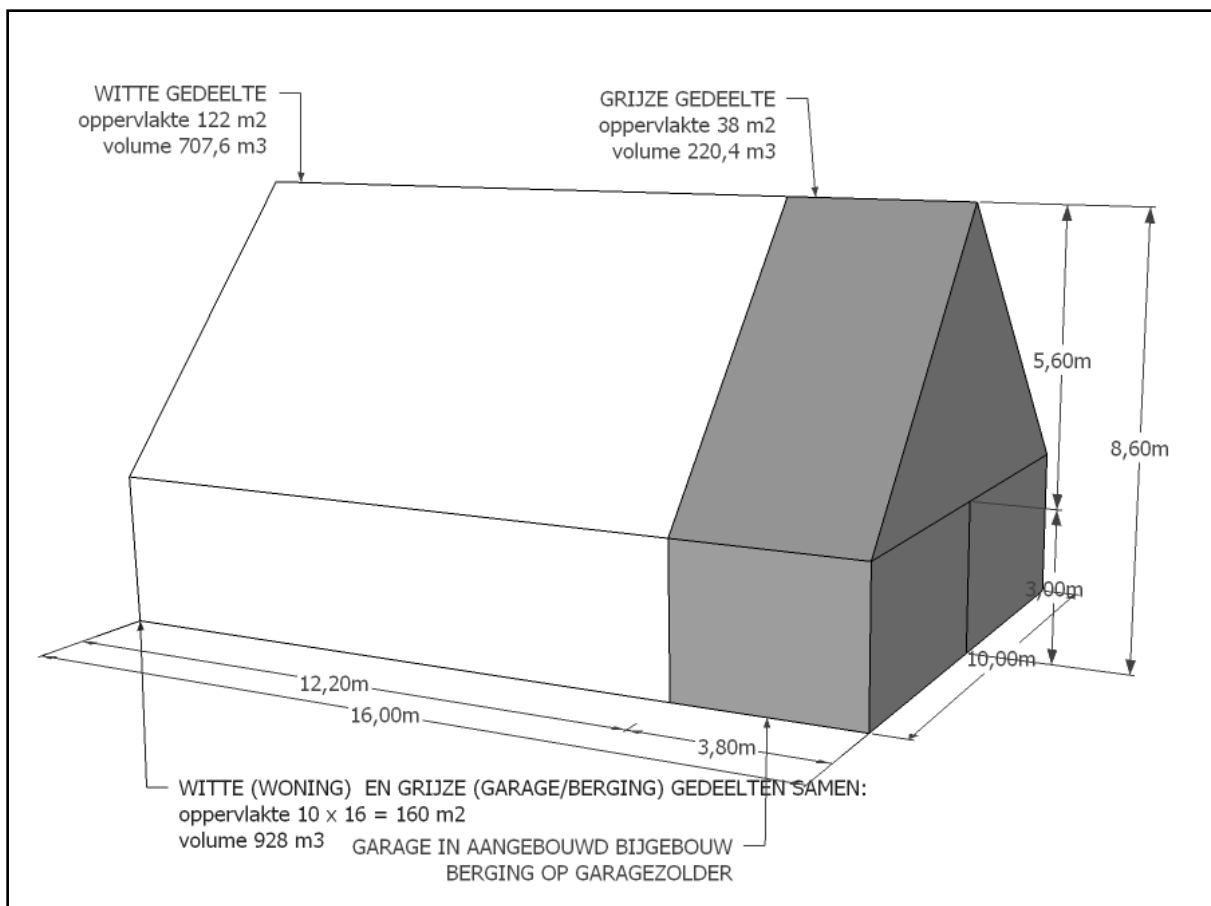 WITTE GEDEELTE
oppervlakte 122 m2
volume 707,6 m3
GRIJZE GEDEELTE
oppervlakte 38 m2
volume 220,4 m3
5,60m
8,60m
3,00m
10,00m
12,20m
16,00m
3,80m
WITTE (WONING) EN GRIJZE (GARAGE/BERGING) GEDEELTEN SAMEN:
oppervlakte 10 x 16 = 160 m2
volume 928 m3
GARAGE IN AANGEBOUWD BIJGEBOUW
BERGING OP GARAGEZOLDER